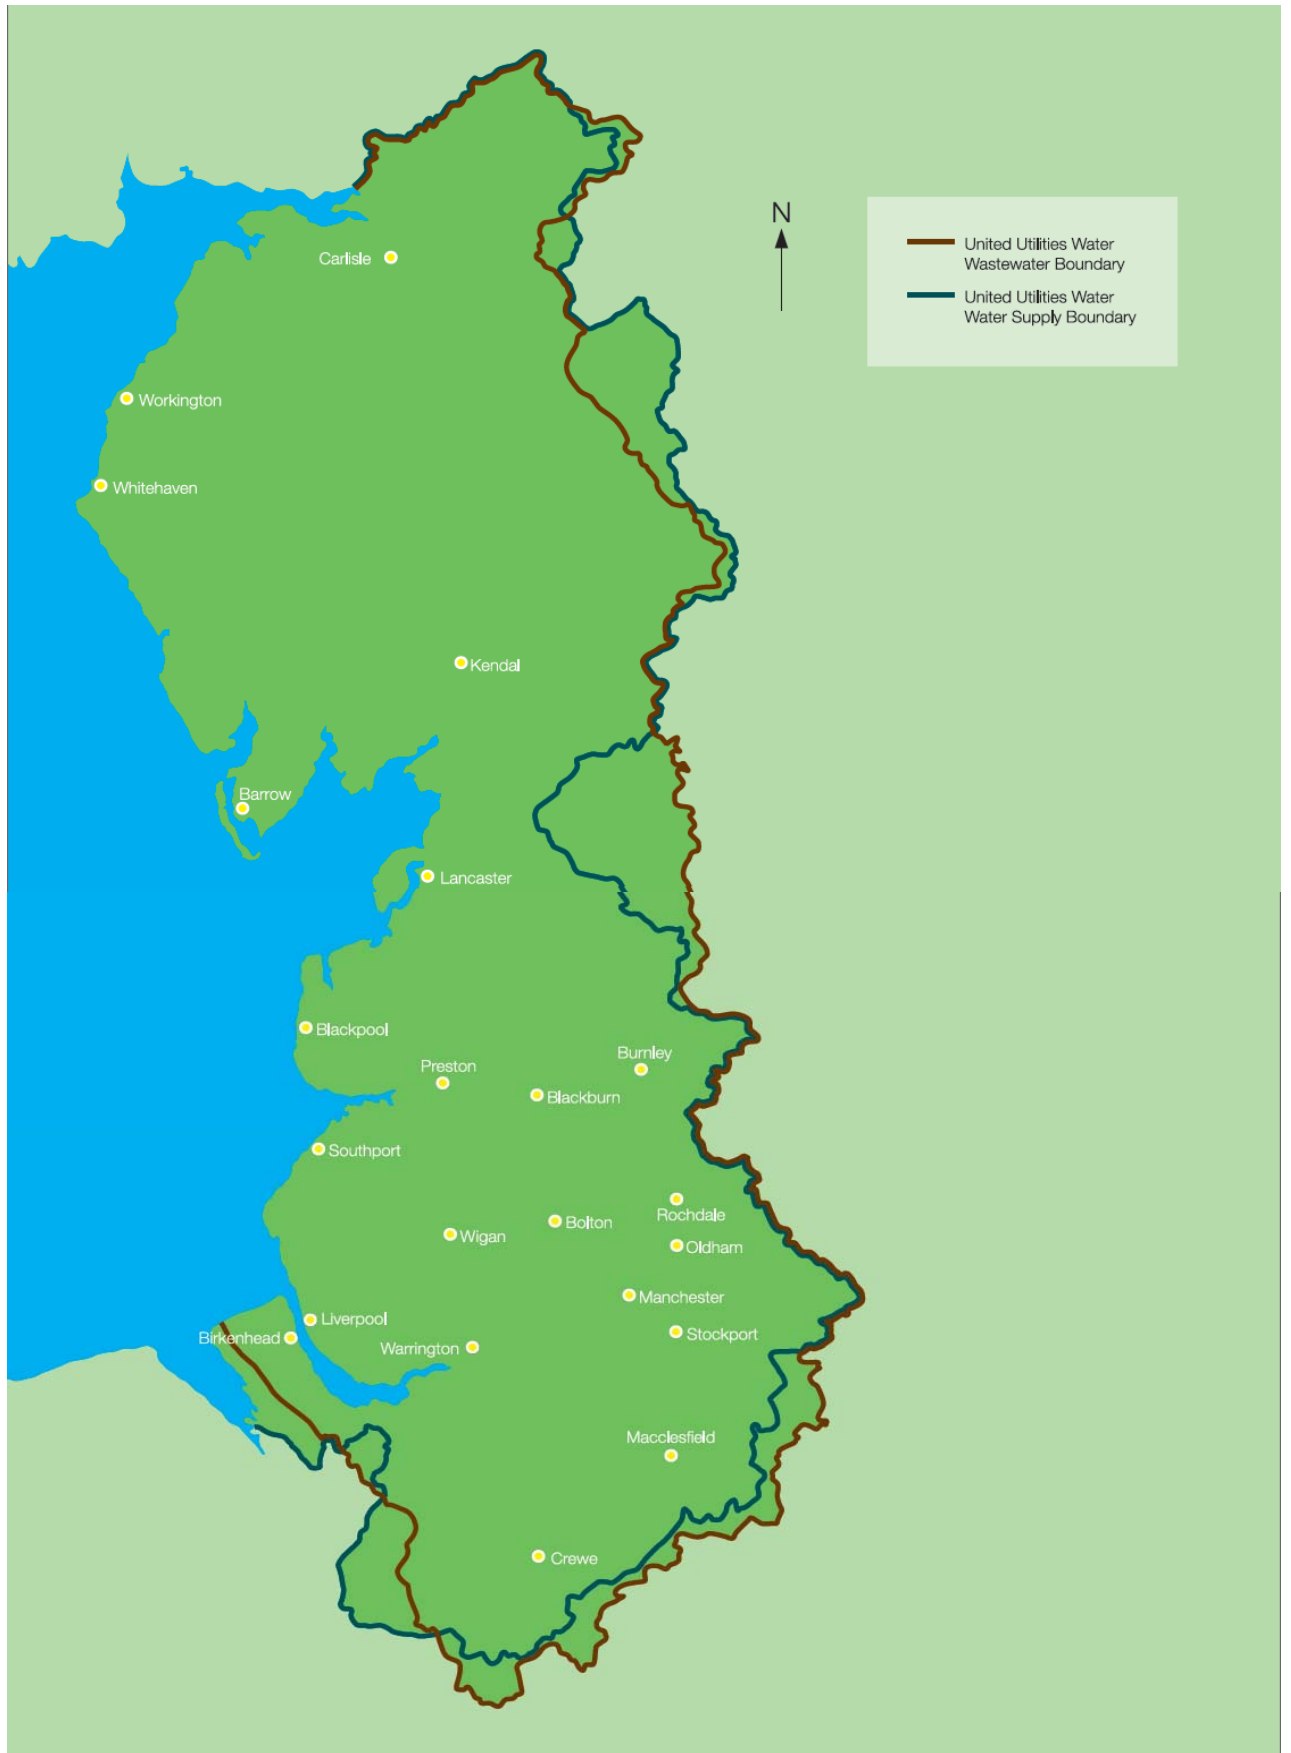 N
United Utilities Water
Wastewater Boundary
United Utilities Water
Water Supply Boundary
Carlisle
Workington
Whitehaven
Kendal
Barrow
Lancaster
Blackpool
Preston
Burnley
Blackburn
Southport
Rochdale
Bolton
Wigan
Oldham
Manchester
Liverpool
Birkenhead
Stockport
Warrington
Macclesfield
Crewe